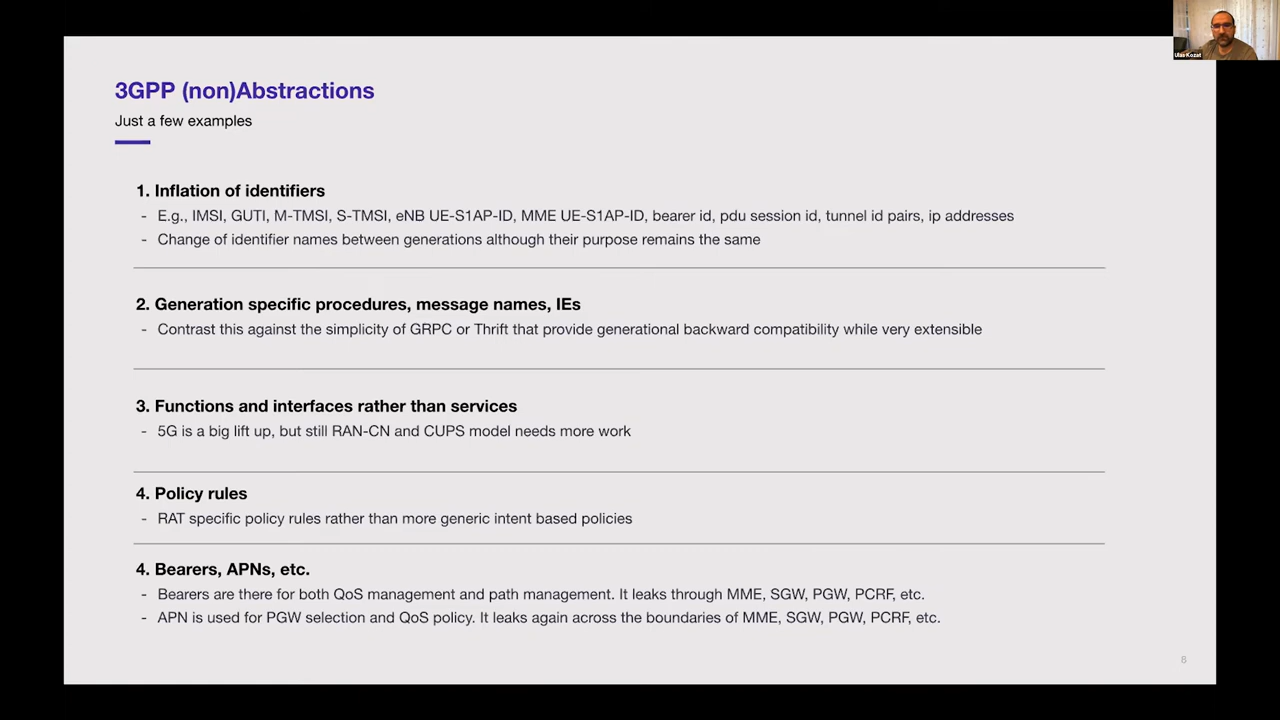 Ulas Kozat
3GPP (non)Abstractions
Just a few examples
1. Inflation of identifiers
- E.g., IMSI, GUTI, M-TMSI, S-TMSI, eNB UE-S1AP-ID, MME UE-S1AP-ID, bearer id, pdu session id, tunnel id pairs, ip addresses
- Change of identifier names between generations although their purpose remains the same
2. Generation specific procedures, message names, IEs
- Contrast this against the simplicity of GRPC or Thrift that provide generational backward compatibility while very extensible
3. Functions and interfaces rather than services
- 5G is a big lift up, but still RAN-CN and CUPS model needs more work
4. Policy rules
- RAT specific policy rules rather than more generic intent based policies
4. Bearers, APNs, etc.
- Bearers are there for both QoS management and path management. It leaks through MME, SGW, PGW, PCRF, etc.
- APN is used for PGW selection and QoS policy. It leaks again across the boundaries of MME, SGW, PGW, PCRF, etc.
8